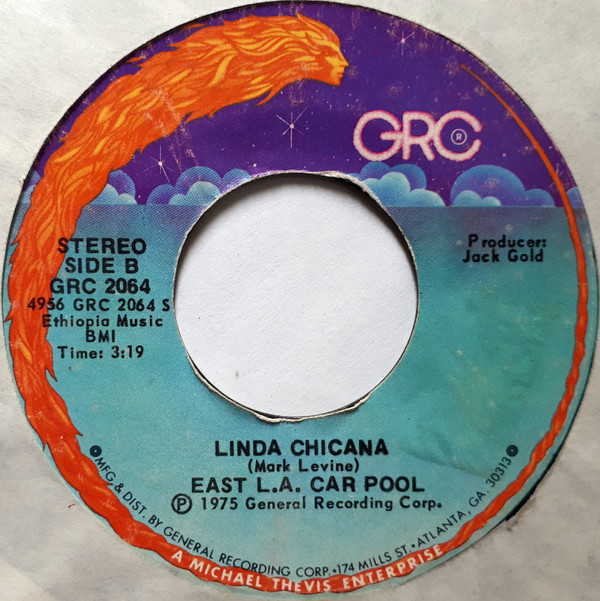 GRC ®
STEREO
SIDE B
GRC 2064
4956 GRC 2064 S
Ethiopia Music
BMI
Time: 3:19
Producer:
Jack Gold
LINDA CHICANA
(Mark Levine)
EAST L.A. CAR POOL
℗ 1975 General Recording Corp.
MFG. & DIST. BY GENERAL RECORDING CORP. • 174 MILLS ST. • ATLANTA, GA. 30313
A MICHAEL THEVIS ENTERPRISE